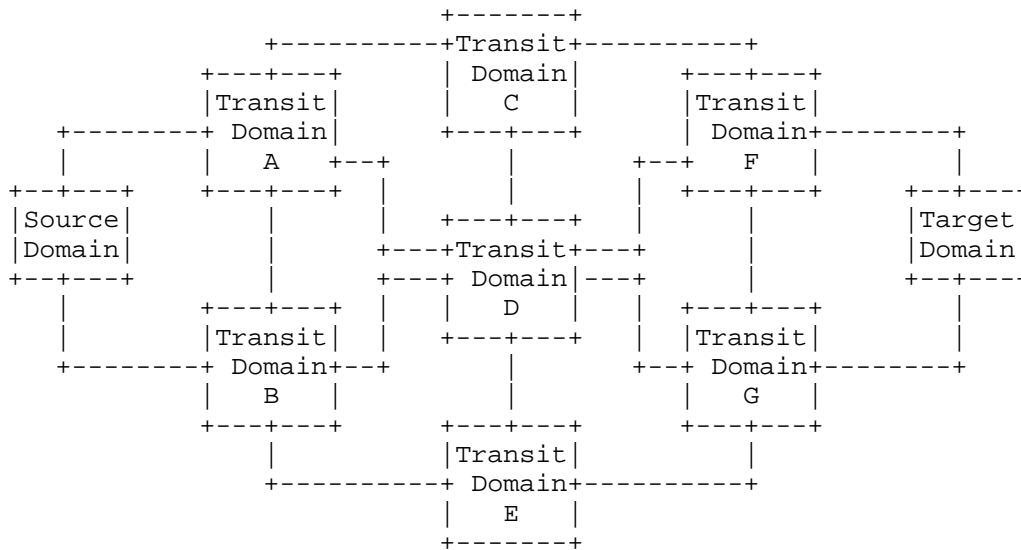 Transit
Domain
C
Transit
Domain
A
Transit
Domain
F
Source
Domain
Transit
Domain
D
Target
Domain
Transit
Domain
B
Transit
Domain
G
Transit
Domain
E